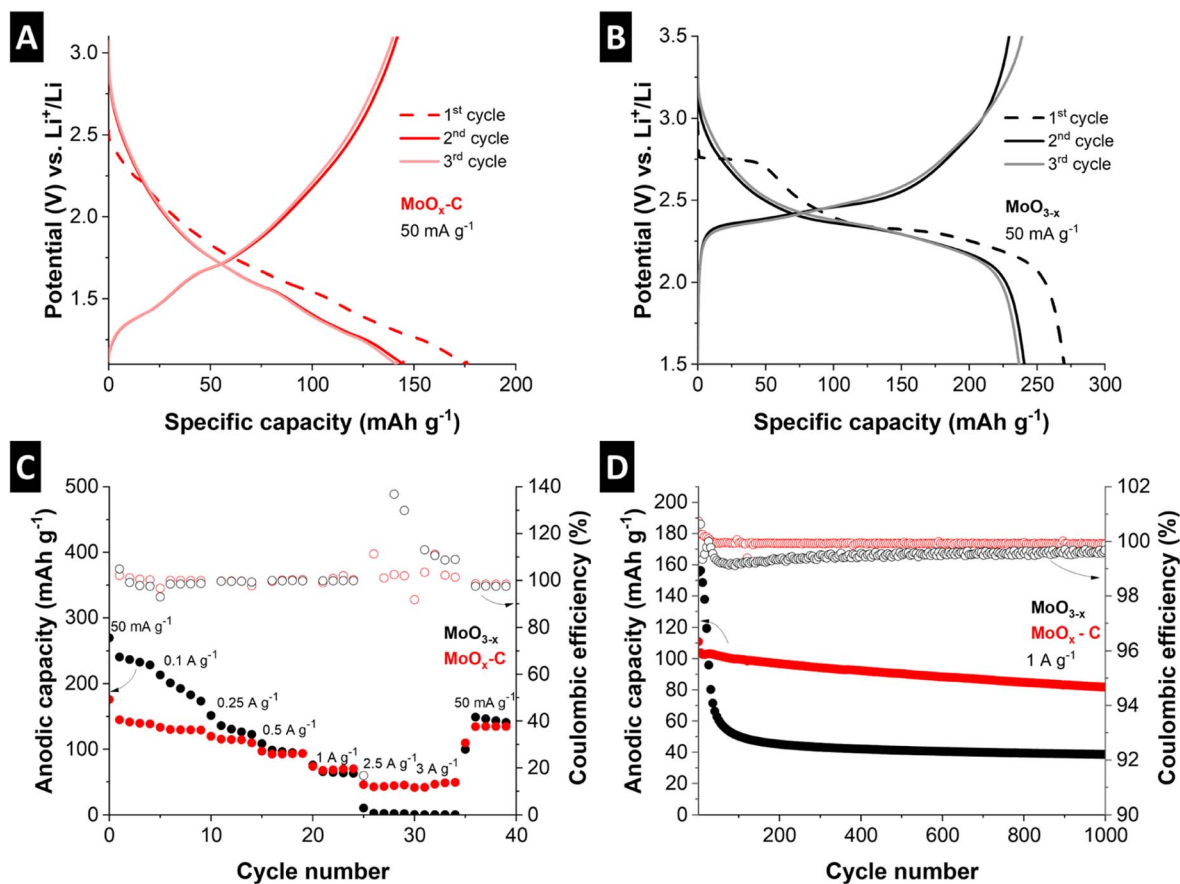 A
3.0
2.5
2.0
1.5
0
50
100
150
200
Potential (V) vs. Li⁺/Li
Specific capacity (mAh g⁻¹)
1ˢᵗ cycle
2ⁿᵈ cycle
3ʳᵈ cycle
MoOₓ-C
50 mA g⁻¹
B
3.5
3.0
2.5
2.0
1.5
0
50
100
150
200
250
300
Potential (V) vs. Li⁺/Li
Specific capacity (mAh g⁻¹)
1ˢᵗ cycle
2ⁿᵈ cycle
3ʳᵈ cycle
MoO₃₋ₓ
50 mA g⁻¹
C
500
450
400
350
300
250
200
150
100
50
0
Anodic capacity (mAh g⁻¹)
0
10
20
30
40
Cycle number
140
120
100
80
60
40
20
0
Coulombic efficiency (%)
50 mA g⁻¹
0.1 A g⁻¹
0.25 A g⁻¹
0.5 A g⁻¹
1 A g⁻¹
2.5 A g⁻¹
3 A g⁻¹
50 mA g⁻¹
MoO₃₋ₓ
MoOₓ-C
D
200
180
160
140
120
100
80
60
40
20
0
Anodic capacity (mAh g⁻¹)
200
400
600
800
1000
Cycle number
102
100
98
96
94
92
90
Coulombic efficiency (%)
MoO₃₋ₓ
MoOₓ - C
1 A g⁻¹